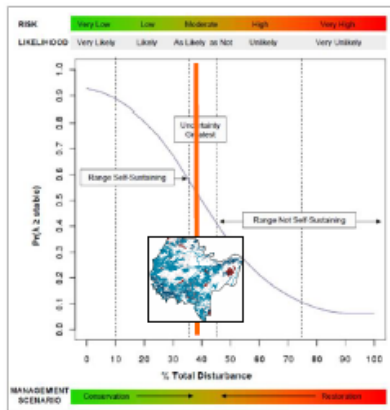 RISK Very Low Low Moderate High Very High
LIKELIHOOD Very Likely Likely As Likely as Not Unlikely Very Unlikely
Uncertainty
Greatest
Range Self-Sustaining
Range Not Self-Sustaining
Pr(λ ≥ stable)
1.0
0.9
0.8
0.7
0.6
0.5
0.4
0.3
0.2
0.1
0.0
0 10 20 30 40 50 60 70 80 90 100
% Total Disturbance
MANAGEMENT
SCENARIO
Conservation Restoration